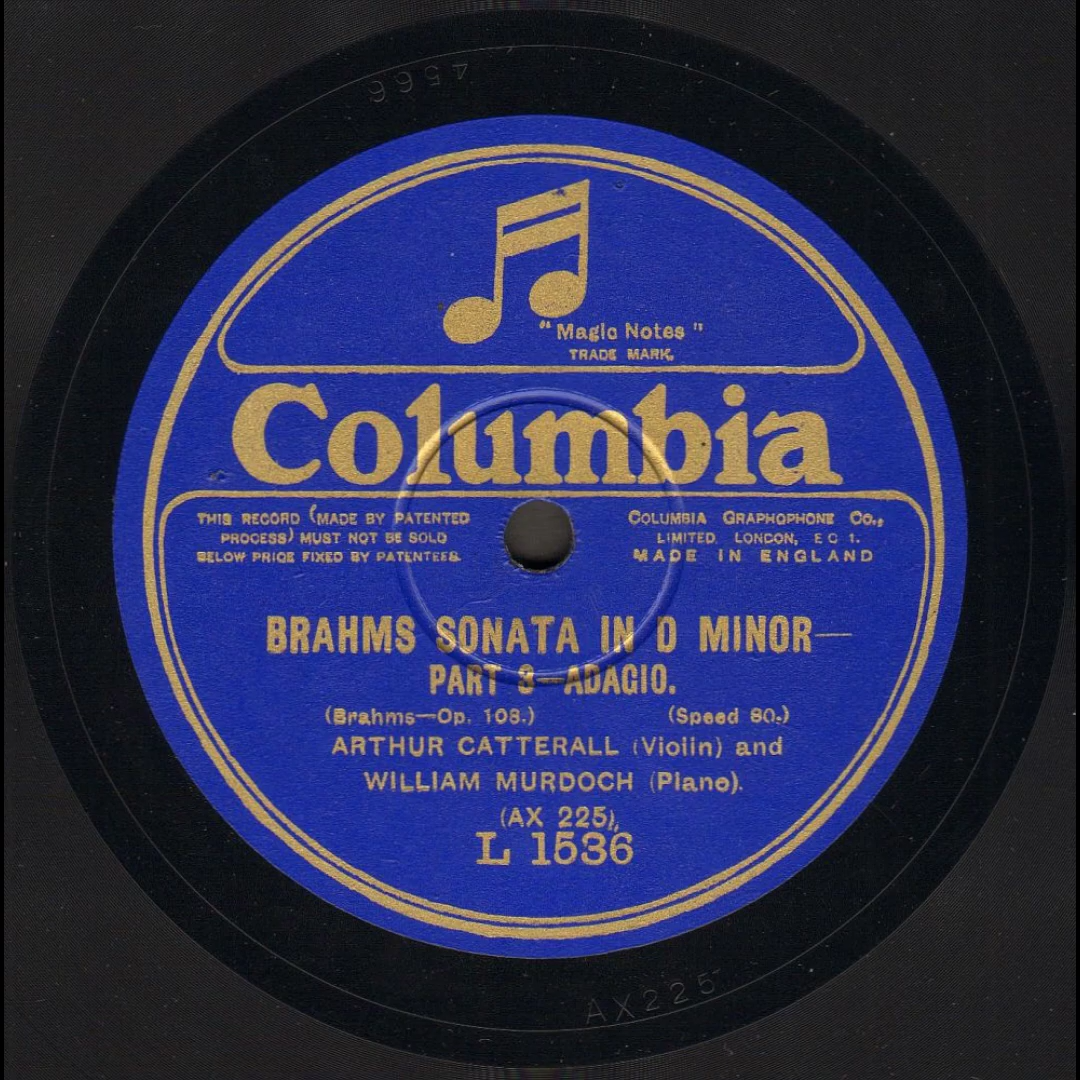 4566
"Magic Notes"
TRADE MARK.
Columbia
THIS RECORD (MADE BY PATENTED
PROCESS) MUST NOT BE SOLD
BELOW PRICE FIXED BY PATENTEES.
COLUMBIA GRAPHOPHONE CO.,
LIMITED. LONDON, E C 1.
MADE IN ENGLAND
BRAHMS SONATA IN D MINOR—
PART 3—ADAGIO.
(Brahms—Op. 108.) (Speed 80.)
ARTHUR CATTERALL (Violin) and
WILLIAM MURDOCH (Piano).
(AX 225),
L 1536
AX225